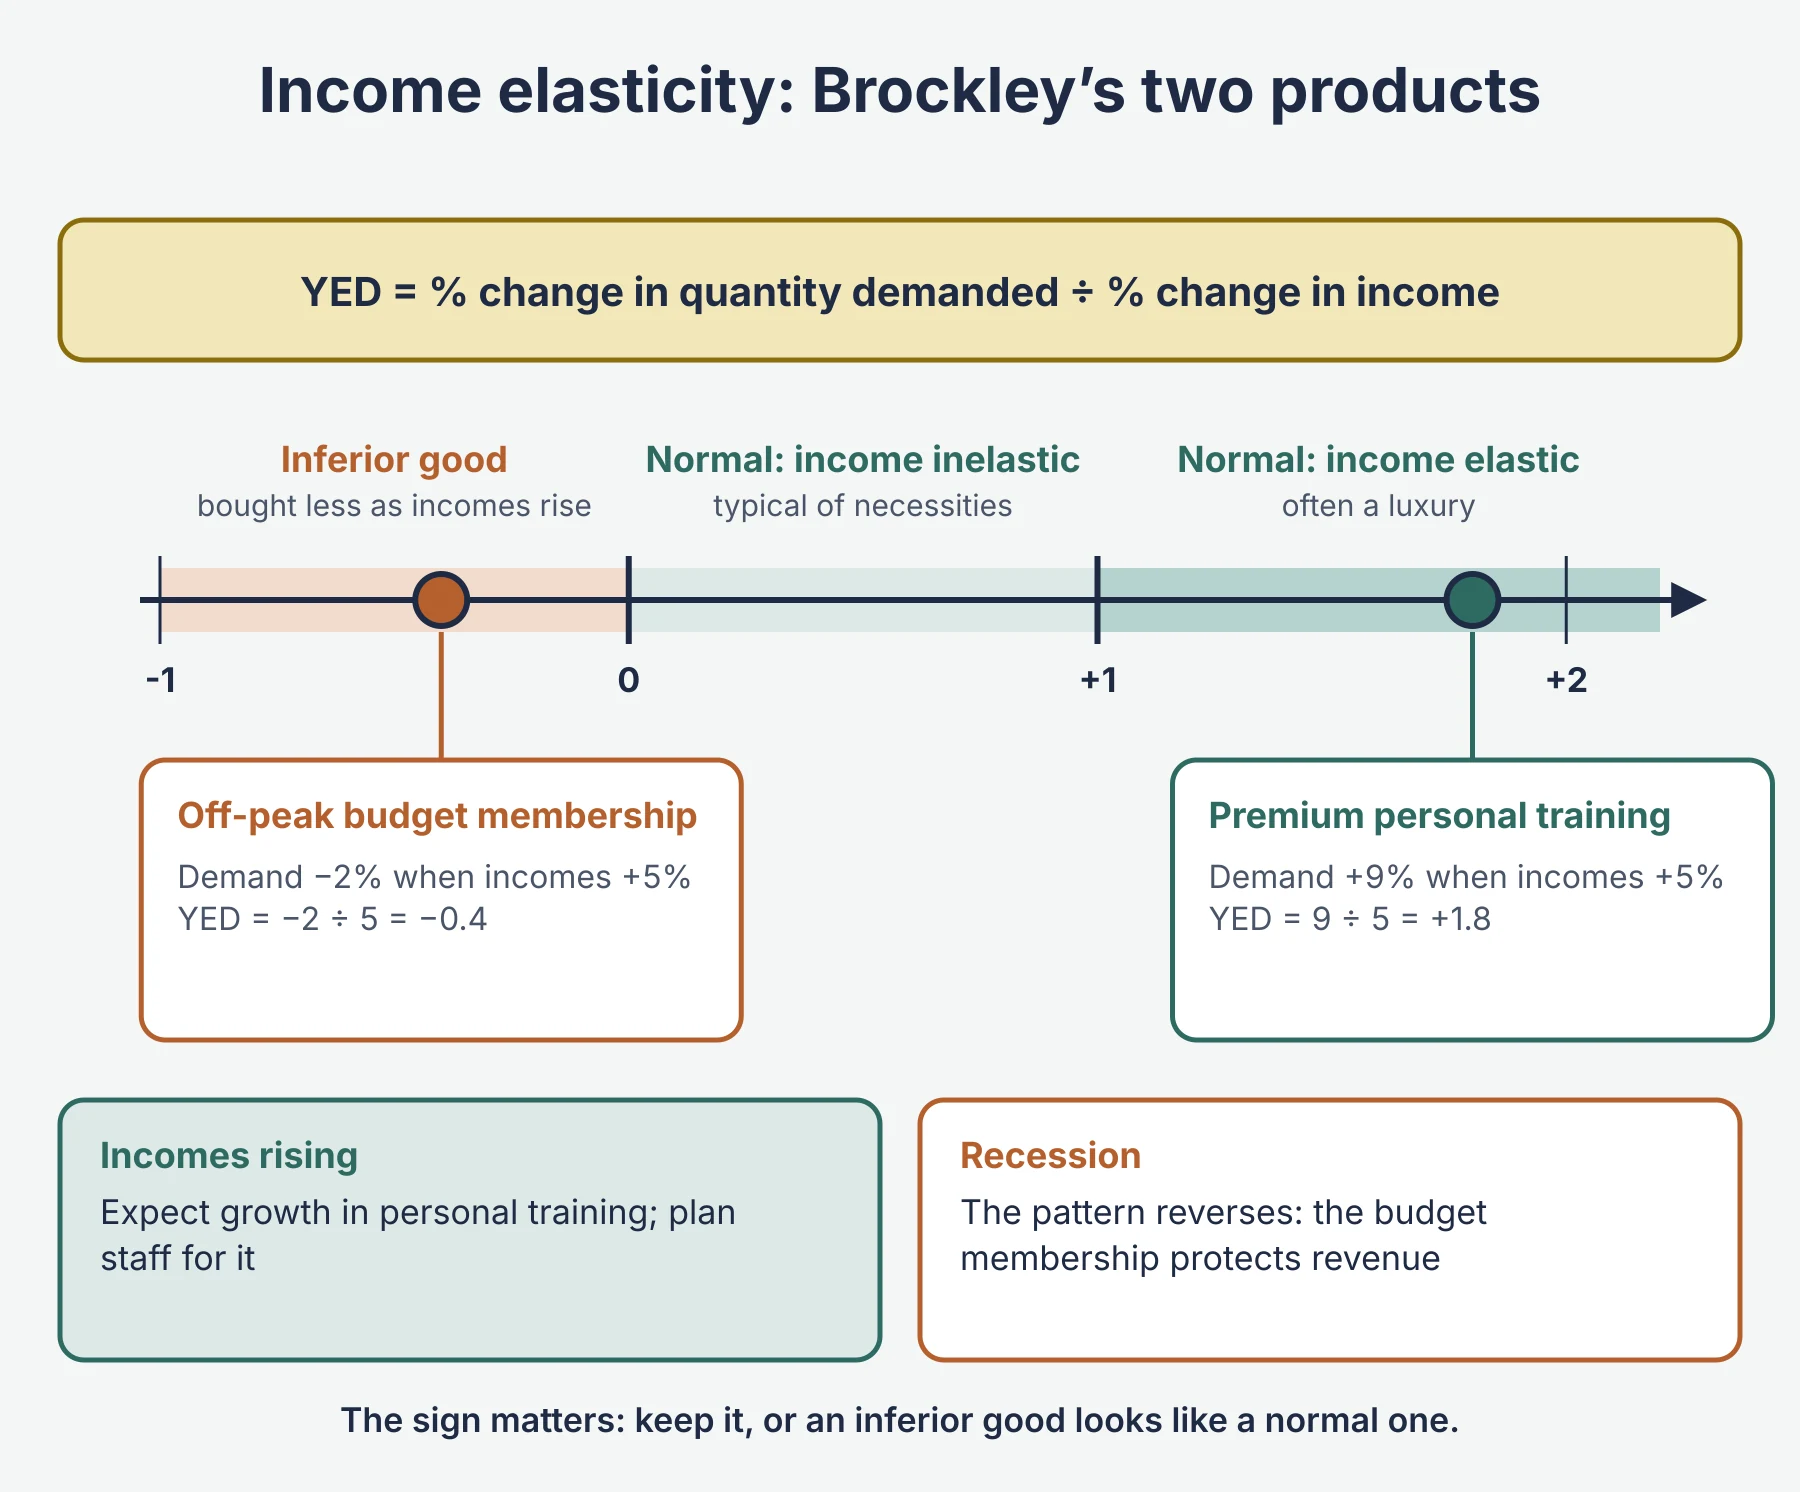 Income elasticity: Brockley’s two products
YED = % change in quantity demanded ÷ % change in income
Inferior good
bought less as incomes rise
Normal: income inelastic
typical of necessities
Normal: income elastic
often a luxury
-1
0
+1
+2
Off-peak budget membership
Demand −2% when incomes +5%
YED = −2 ÷ 5 = −0.4
Premium personal training
Demand +9% when incomes +5%
YED = 9 ÷ 5 = +1.8
Incomes rising
Expect growth in personal training; plan
staff for it
Recession
The pattern reverses: the budget
membership protects revenue
The sign matters: keep it, or an inferior good looks like a normal one.